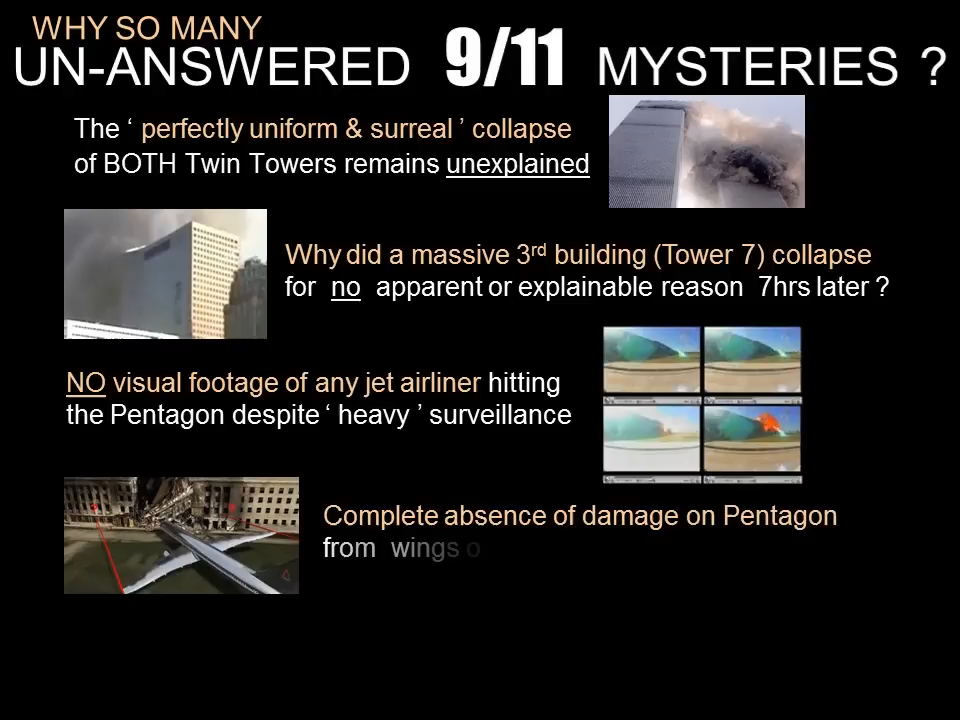 WHY SO MANY
UN-ANSWERED 9/11 MYSTERIES ?
The ‘ perfectly uniform & surreal ’ collapse
of BOTH Twin Towers remains unexplained
Why did a massive 3rd building (Tower 7) collapse
for no apparent or explainable reason 7hrs later ?
NO visual footage of any jet airliner hitting
the Pentagon despite ‘ heavy ’ surveillance
Complete absence of damage on Pentagon
from wings o